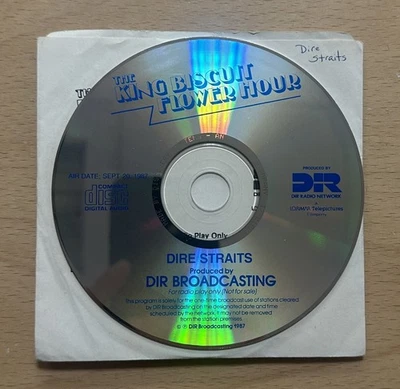 Dire
Straits
THE
KING BISCUIT
FLOWER HOUR
AIR DATE: SEPT.
COMPACT
disc
DIGITAL AUDIO
PRODUCED BY
DIR
DIR RADIO NETWORK
Company
To Play Only
DIRE STRAITS
Produced by
DIR BROADCASTING
For radio play only (Not for sale)
The program is solely for the one-time broadcast use of stations cleared
by DIR Broadcasting on the designated date and time
scheduled by the network. It may not be removed
from the station premises.
© ℗ DIR Broadcasting 1987